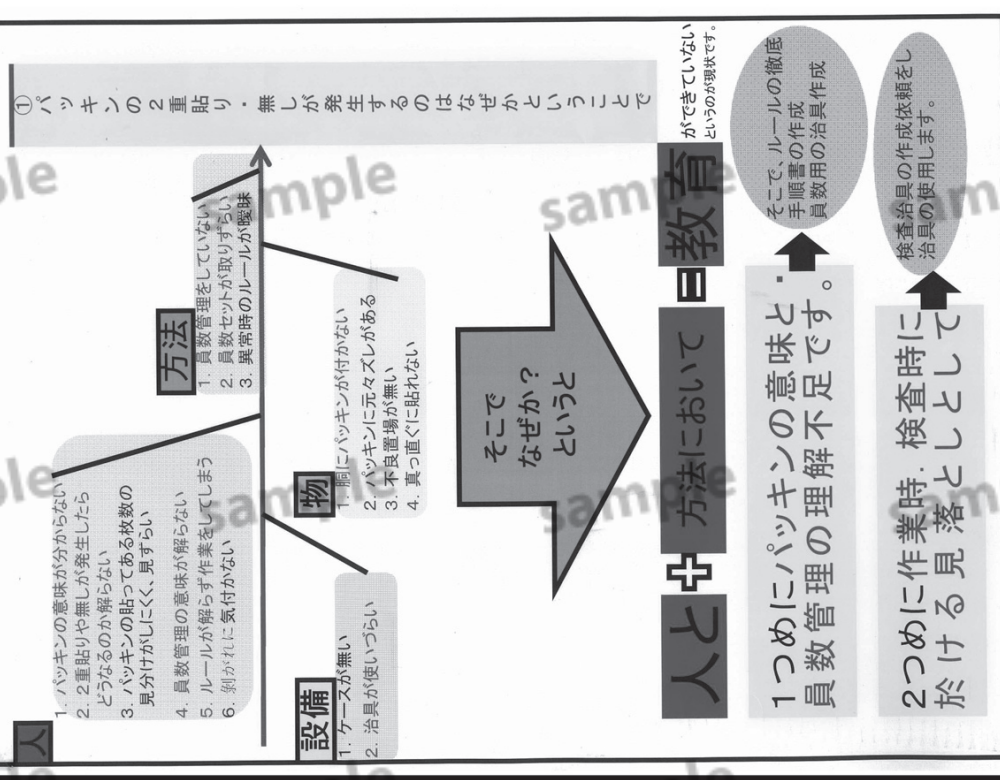 ①パッキンの2重貼り・無しが発生するのはなぜかということで
人
1. パッキンの意味が分からない
2. 2重貼りや無しが発生したら
どうなるのか解らない
3. パッキンの貼ってある枚数の
見分けがしにくく、見ずらい
4. 員数管理の意味が解らない
5. ルールが解らず作業をしてしまう
6. 剥がれに気付かない
方法
1. 員数管理をしていない
2. 員数セットが取りずらい
3. 異常時のルールが曖昧
設備
1. ケースが無い
2. 治具が使いづらい
物
1. 胴にパッキンが付かない
2. パッキンに元々ズレがある
3. 不良置場が無い
4. 真っ直ぐに貼れない
そこで
なぜか？
というと
人と + 方法において = 教育
ができていない
というのが現状です。
1つめにパッキンの意味と・
員数管理の理解不足です。
そこで、ルールの徹底
手順書の作成
員数用の治具作成
2つめに作業時．検査時に
於ける見落としとして
検査治具の作成依頼をし
治具の使用します。
sample
sample
sample
sample